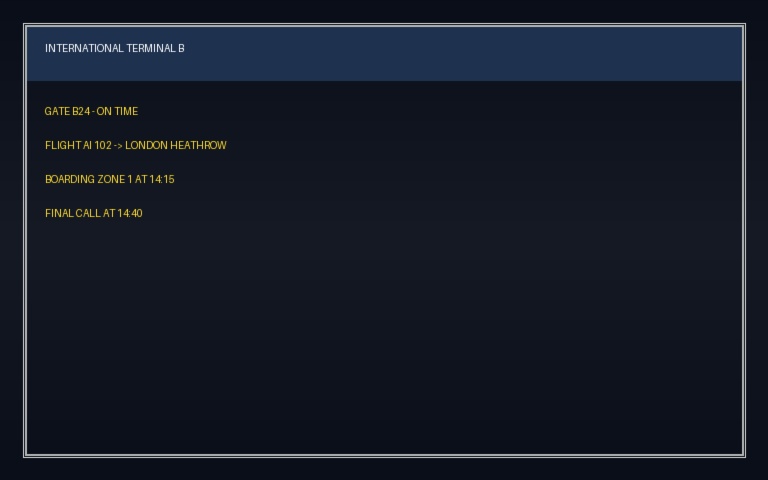 INTERNATIONAL TERMINAL B
GATE B24 - ON TIME
FLIGHT AI 102 -> LONDON HEATHROW
BOARDING ZONE 1 AT 14:15
FINAL CALL AT 14:40